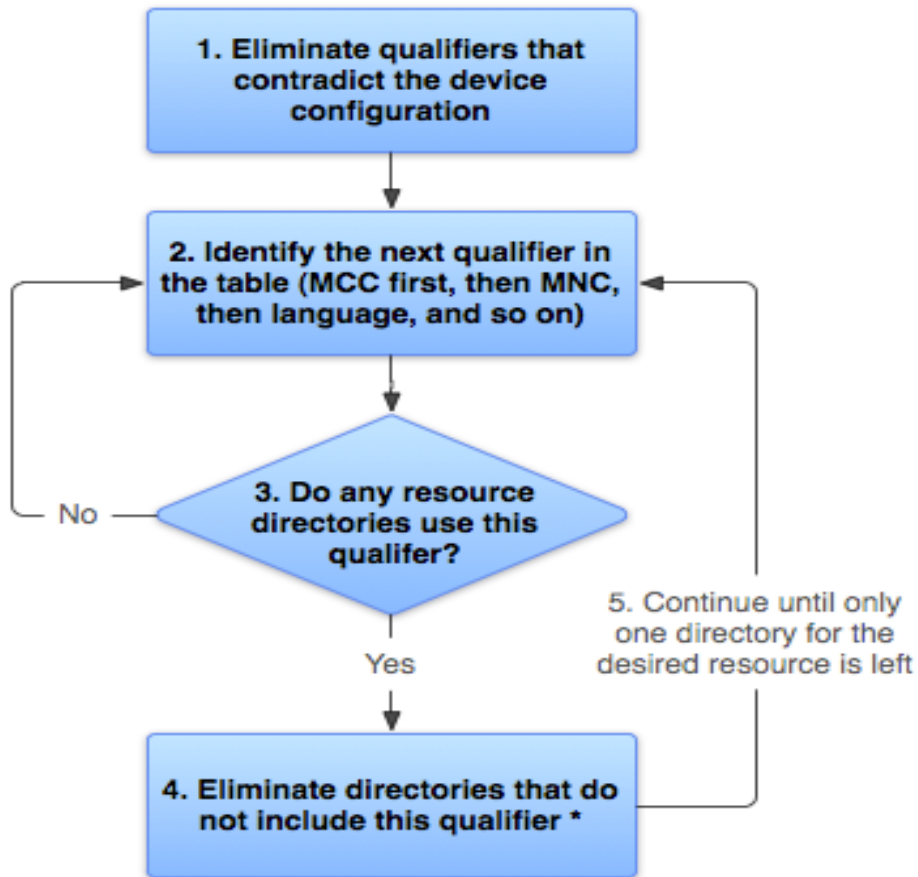 1. Eliminate qualifiers that
contradict the device
configuration
2. Identify the next qualifier in
the table (MCC first, then MNC,
then language, and so on)
3. Do any resource
directories use this
qualifer?
No
Yes
5. Continue until only
one directory for the
desired resource is left
4. Eliminate directories that do
not include this qualifier *